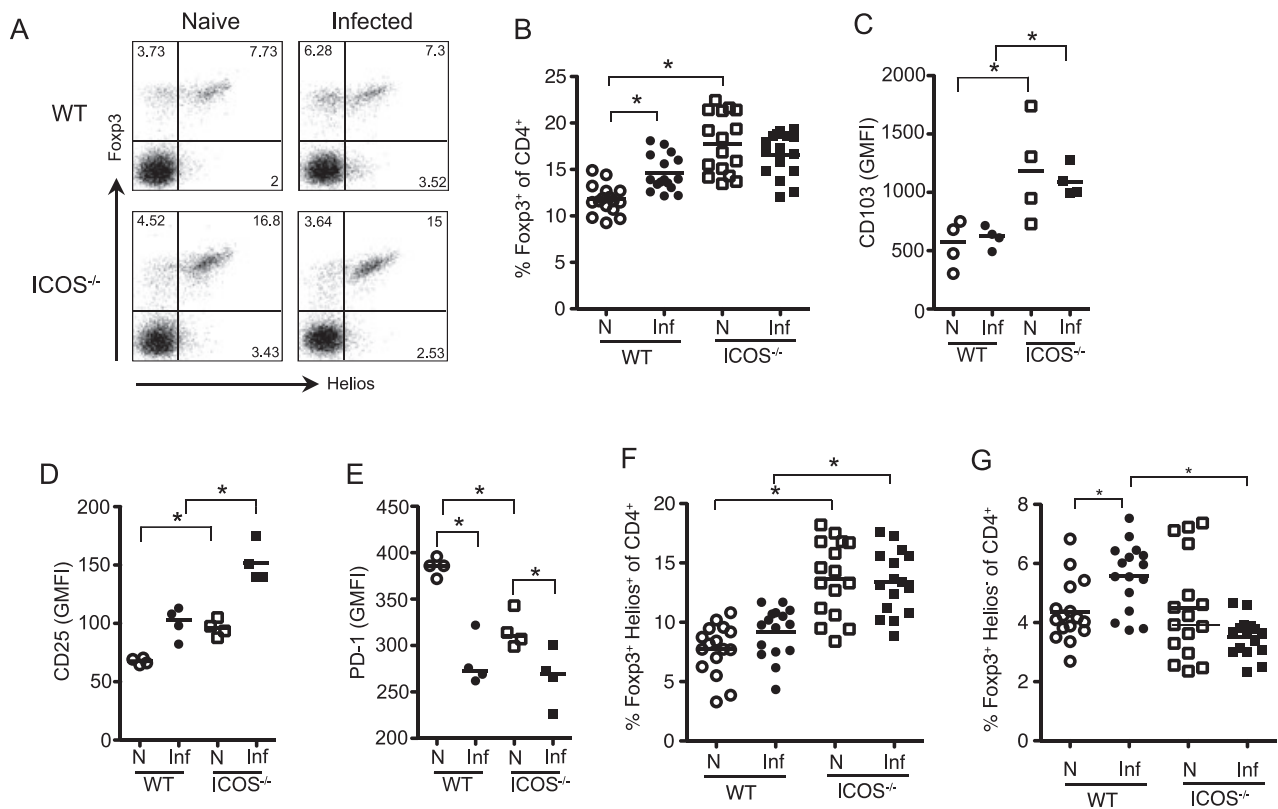 A
Naive
Infected
WT
ICOS-/-
Foxp3
Helios
3.73
7.73
2
6.28
7.3
3.52
4.52
16.8
3.43
3.64
15
2.53
B
% Foxp3+ of CD4+
25
20
15
10
5
0
*
*
N
Inf
N
Inf
WT
ICOS-/-
C
CD103 (GMFI)
2000
1500
1000
500
0
*
*
N
Inf
N
Inf
WT
ICOS-/-
D
CD25 (GMFI)
200
150
100
50
0
*
*
N
Inf
N
Inf
WT
ICOS-/-
E
PD-1 (GMFI)
450
400
350
300
250
200
*
*
*
N
Inf
N
Inf
WT
ICOS-/-
F
% Foxp3+ Helios+ of CD4+
20
15
10
5
0
*
*
N
Inf
N
Inf
WT
ICOS-/-
G
% Foxp3+ Helios- of CD4+
8
6
4
2
0
*
*
N
Inf
N
Inf
WT
ICOS-/-